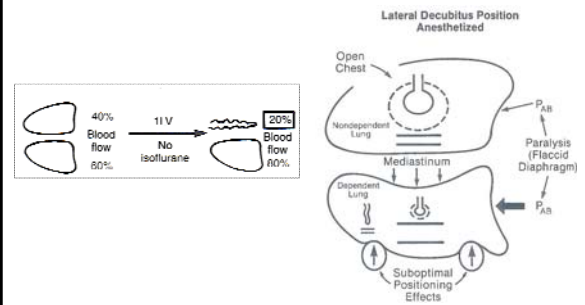 40%
Blood
flow
60%
1LV
No
isoflurane
20%
Blood
flow
80%
Lateral Decubitus Position
Anesthetized
Open
Chest
Nondependent
Lung
Mediastinum
Dependent
Lung
PAB
Paralysis
(Flaccid
Diaphragm)
PAB
Suboptimal
Positioning
Effects